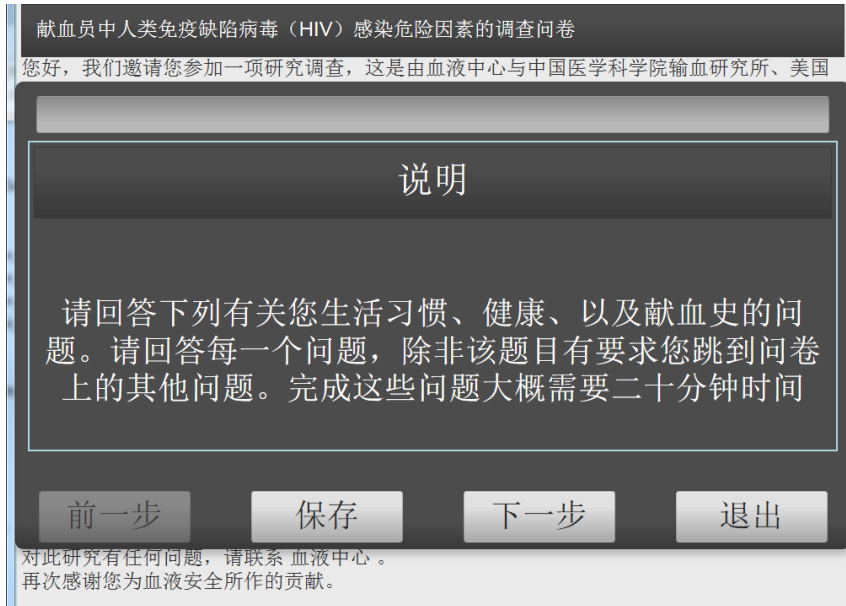 献血员中人类免疫缺陷病毒（HIV）感染危险因素的调查问卷
您好，我们邀请您参加一项研究调查，这是由血液中心与中国医学科学院输血研究所、美国
说明
请回答下列有关您生活习惯、健康、以及献血史的问
题。请回答每一个问题，除非该题目有要求您跳到问卷
上的其他问题。完成这些问题大概需要二十分钟时间
前一步
保存
下一步
退出
对此研究有任何问题，请联系 血液中心 。
再次感谢您为血液安全所作的贡献。